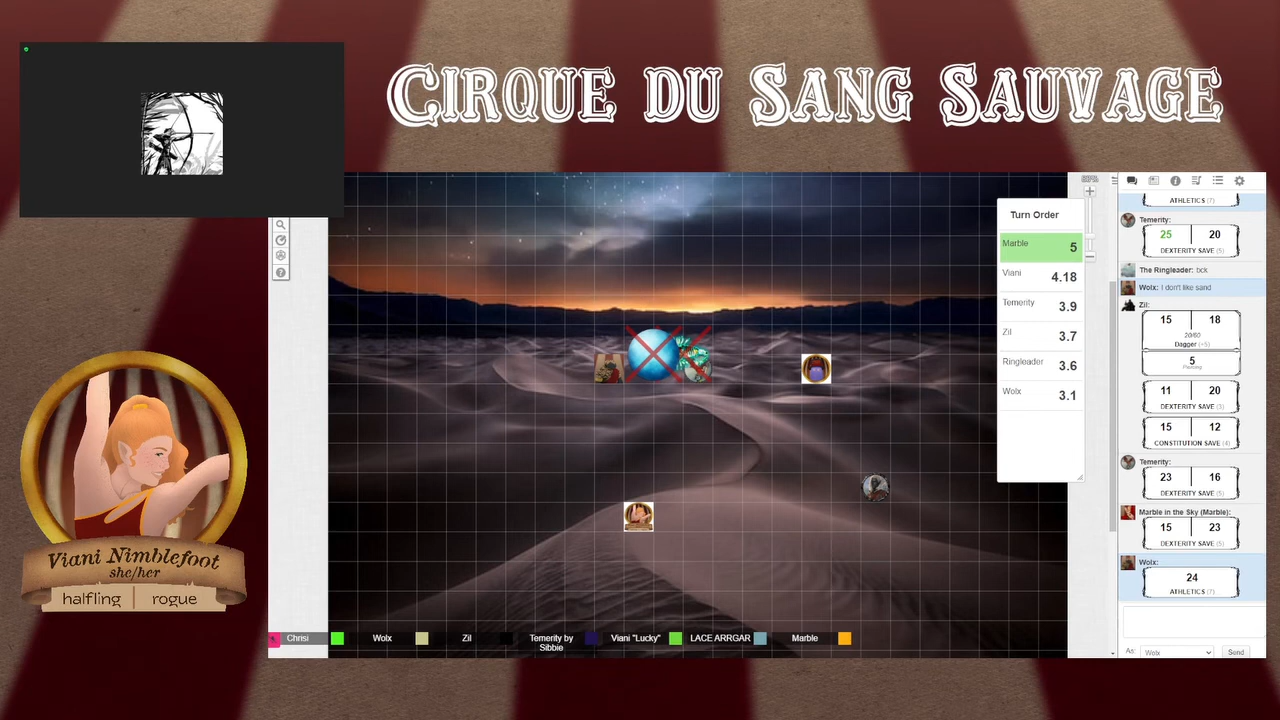 CIRQUE DU SANG SAUVAGE
ATHLETICS (7)
Temerity:
25 20
DEXTERITY SAVE (5)
The Ringleader: bck
Wolx: I don't like sand
Zil:
15 18
20/60
Dagger (+5)
5
Piercing
11 20
DEXTERITY SAVE (3)
15 12
CONSTITUTION SAVE (4)
Temerity:
23 16
DEXTERITY SAVE (5)
Marble in the Sky (Marble):
15 23
DEXTERITY SAVE (5)
Wolx:
24
ATHLETICS (7)
As: Wolx Send
Turn Order
Marble 5
Viani 4.18
Temerity 3.9
Zil 3.7
Ringleader 3.6
Wolx 3.1
Viani Nimblefoot
she/her
halfling rogue
Chrisi Wolx Zil Temerity by Sibbie Viani "Lucky" LACE ARRGAR Marble